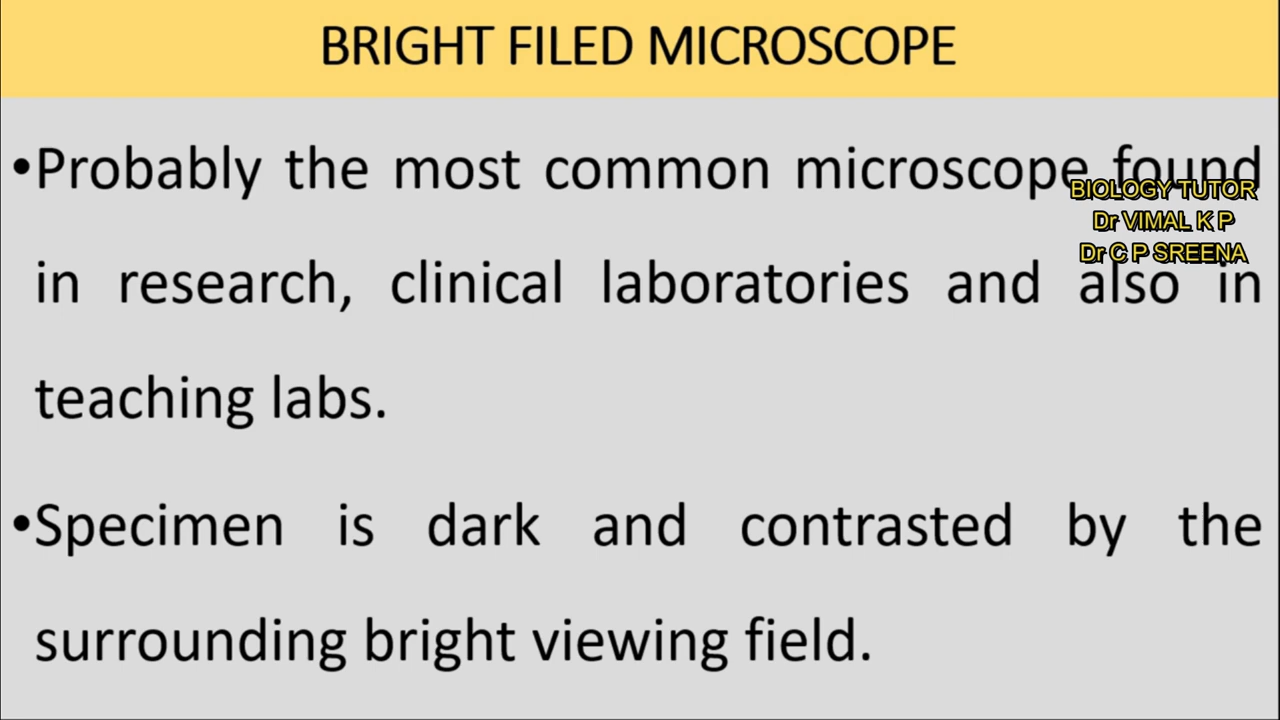 BRIGHT FILED MICROSCOPE
•Probably the most common microscope found
BIOLOGY TUTOR
Dr VIMAL K P
Dr C P SREENA
in research, clinical laboratories and also in
teaching labs.
•Specimen is dark and contrasted by the
surrounding bright viewing field.